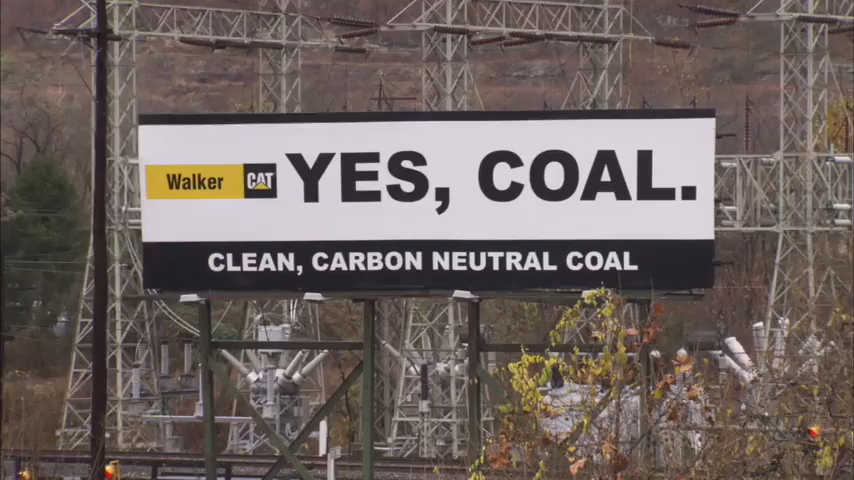 Walker CAT
YES, COAL.
CLEAN, CARBON NEUTRAL COAL